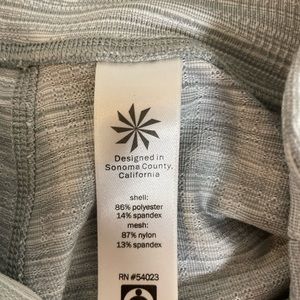 Designed in
Sonoma County,
California
shell:
86% polyester
14% spandex
mesh:
87% nylon
13% spandex
RN #54023